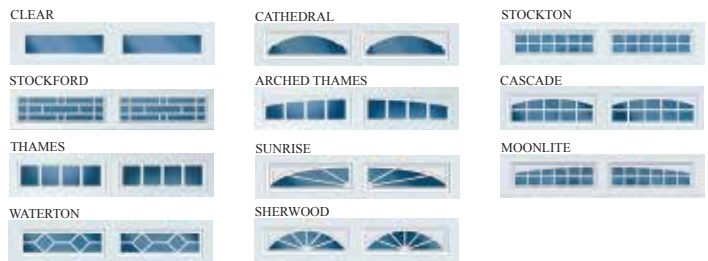 CLEAR
CATHEDRAL
STOCKTON
STOCKFORD
ARCHED THAMES
CASCADE
THAMES
SUNRISE
MOONLITE
WATERTON
SHERWOOD